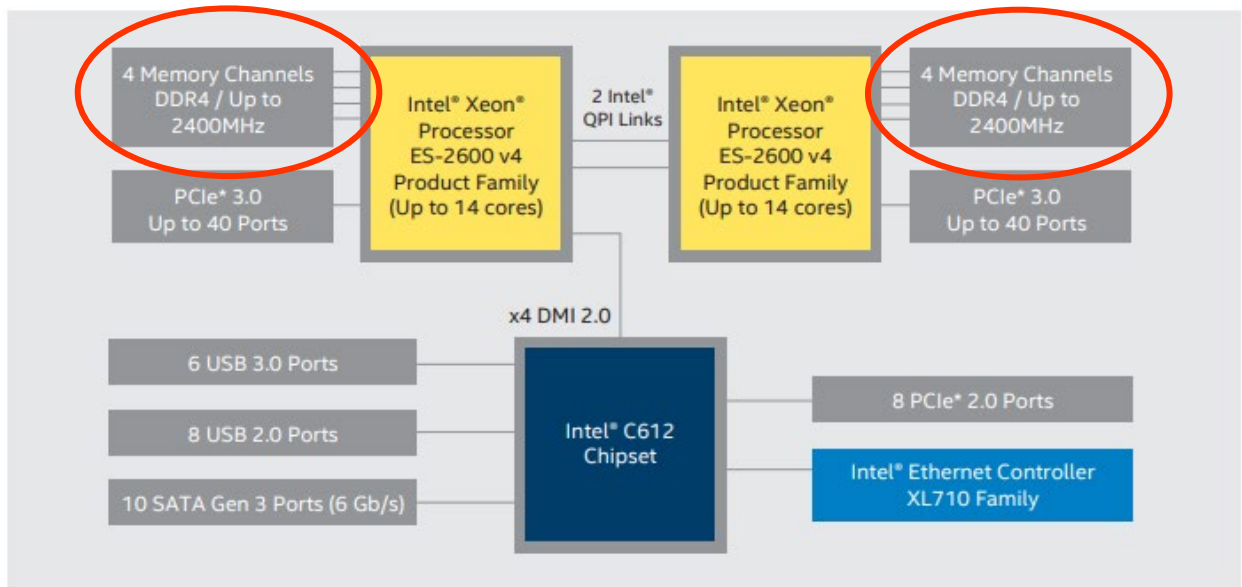 4 Memory Channels
DDR4 / Up to
2400MHz
Intel® Xeon®
Processor
ES-2600 v4
Product Family
(Up to 14 cores)
2 Intel®
QPI Links
Intel® Xeon®
Processor
ES-2600 v4
Product Family
(Up to 14 cores)
4 Memory Channels
DDR4 / Up to
2400MHz
PCIe* 3.0
Up to 40 Ports
PCIe* 3.0
Up to 40 Ports
x4 DMI 2.0
6 USB 3.0 Ports
8 USB 2.0 Ports
10 SATA Gen 3 Ports (6 Gb/s)
Intel® C612
Chipset
8 PCIe* 2.0 Ports
Intel® Ethernet Controller
XL710 Family